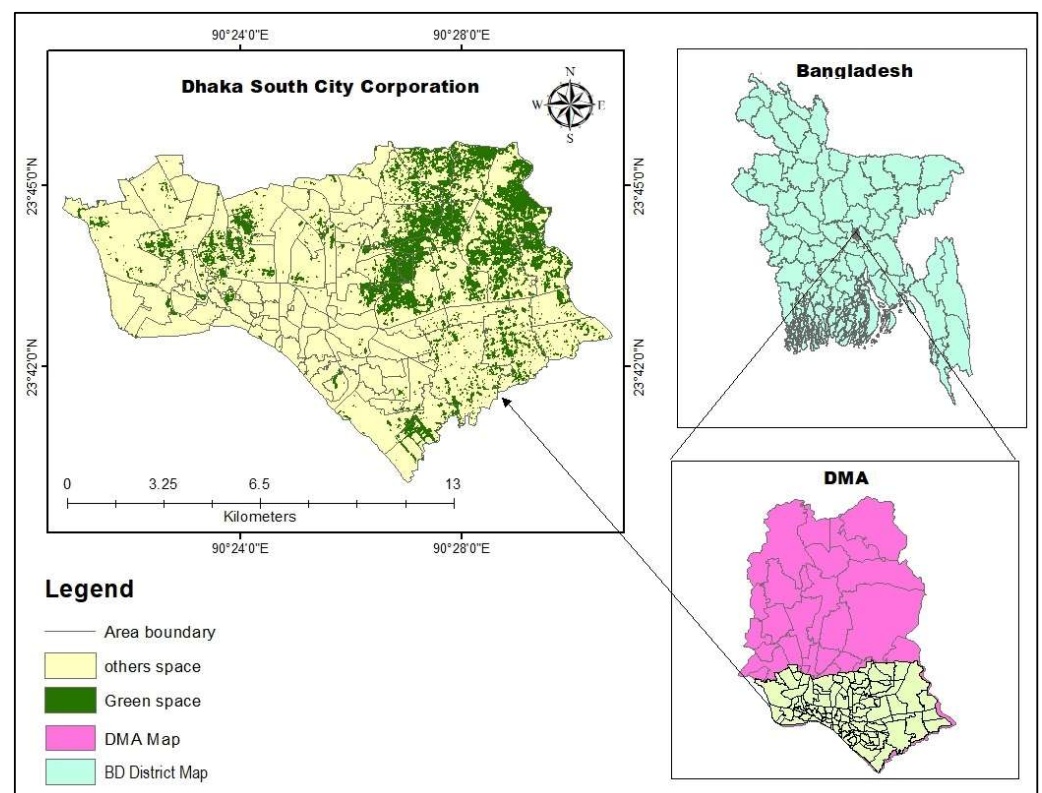 90°24'0"E 90°28'0"E
Dhaka South City Corporation
N
W E
S
23°45'0"N 23°45'0"N
23°42'0"N 23°42'0"N
0 3.25 6.5 13
Kilometers
90°24'0"E 90°28'0"E
Bangladesh
DMA
Legend
Area boundary
others space
Green space
DMA Map
BD District Map